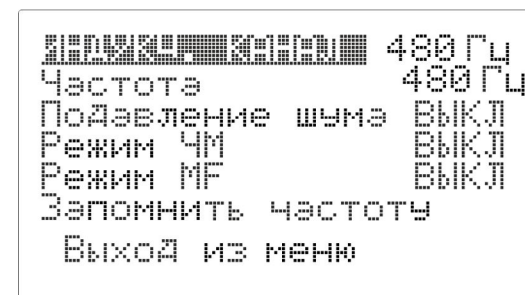 480 Гц
Частота 480 Гц
Подавление шума ВЫКЛ
Режим ЧМ ВЫКЛ
Режим MF ВЫКЛ
Запомнить частоту
Выход из меню